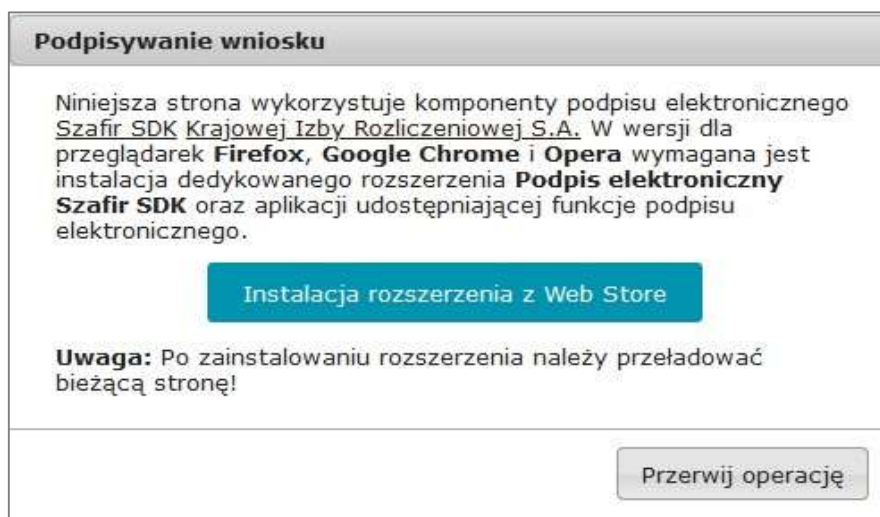 Podpisywanie wniosku
Niniejsza strona wykorzystuje komponenty podpisu elektronicznego
Szafir SDK Krajowej Izby Rozliczeniowej S.A. W wersji dla
przeglądarek Firefox, Google Chrome i Opera wymagana jest
instalacja dedykowanego rozszerzenia Podpis elektroniczny
Szafir SDK oraz aplikacji udostępniającej funkcje podpisu
elektronicznego.
Instalacja rozszerzenia z Web Store
Uwaga: Po zainstalowaniu rozszerzenia należy przeładować
bieżącą stronę!
Przerwij operację